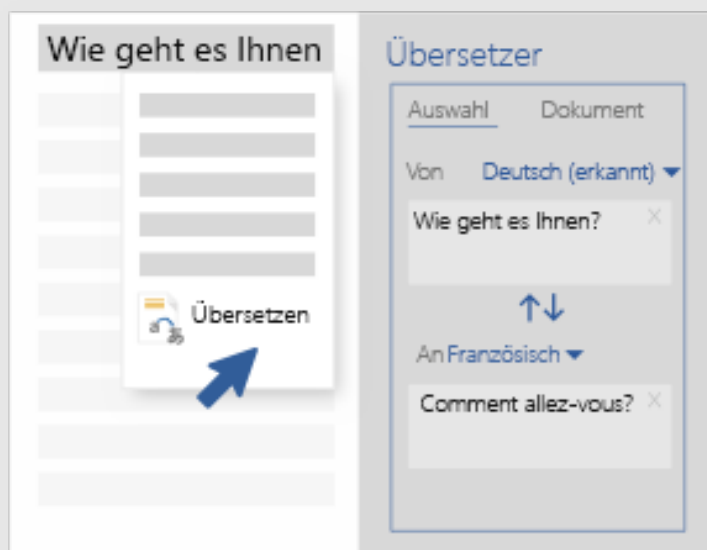 Wie geht es Ihnen
Übersetzen
Übersetzer
Auswahl Dokument
Von Deutsch (erkannt)
Wie geht es Ihnen?
An Französisch
Comment allez-vous?